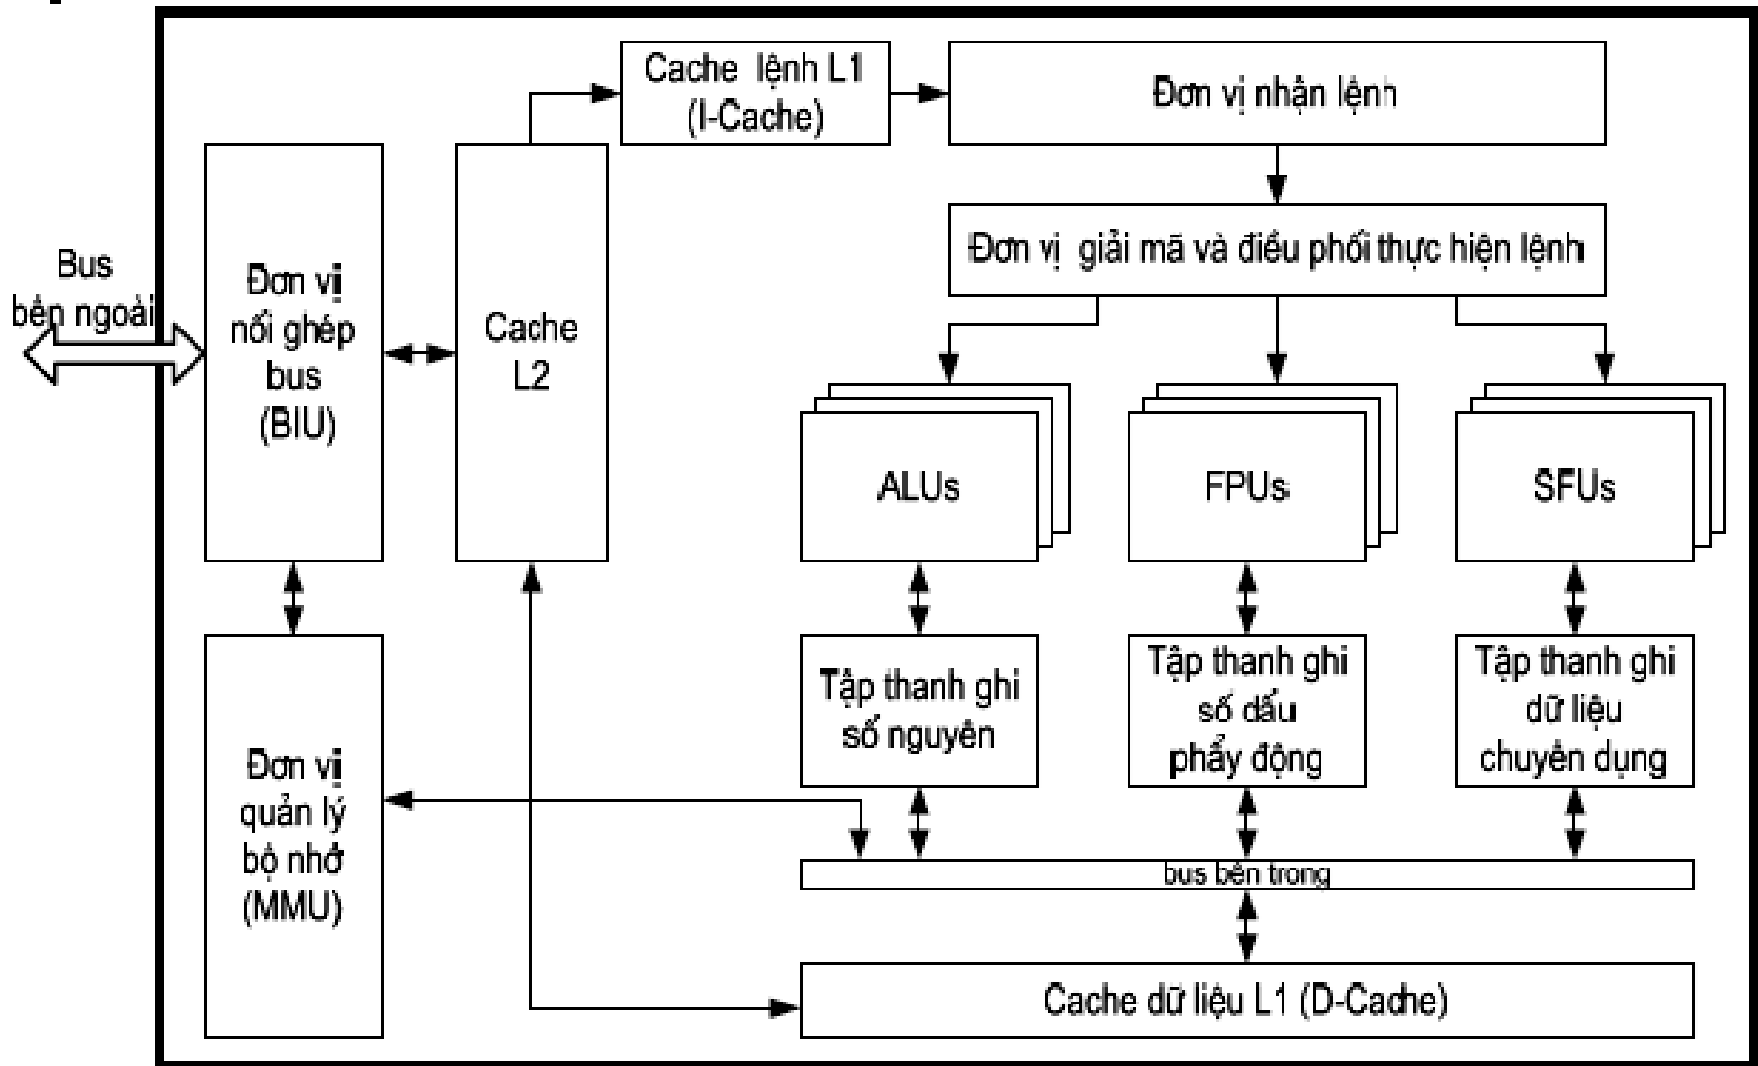 Cache lệnh L1
(I-Cache)
Đơn vị nhận lệnh
Đơn vị giải mã và điều phối thực hiện lệnh
Bus
bên ngoài
Đơn vị
nối ghép
bus
(BIU)
Cache
L2
ALUs
FPUs
SFUs
Tập thanh ghi
số nguyên
Tập thanh ghi
số dấu
phẩy động
Tập thanh ghi
dữ liệu
chuyên dụng
Đơn vị
quản lý
bộ nhớ
(MMU)
bus bên trong
Cache dữ liệu L1 (D-Cache)